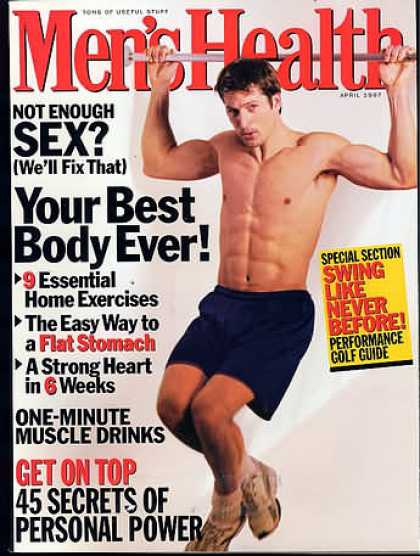 TONS OF USEFUL STUFF
Men'sHealth
APRIL 1997
NOT ENOUGH
SEX?
(We'll Fix That)
Your Best
Body Ever!
9 Essential
Home Exercises
The Easy Way to
a Flat Stomach
A Strong Heart
in 6 Weeks
ONE-MINUTE
MUSCLE DRINKS
GET ON TOP
45 SECRETS OF
PERSONAL POWER
SPECIAL SECTION
SWING
LIKE
NEVER
BEFORE!
PERFORMANCE
GOLF GUIDE